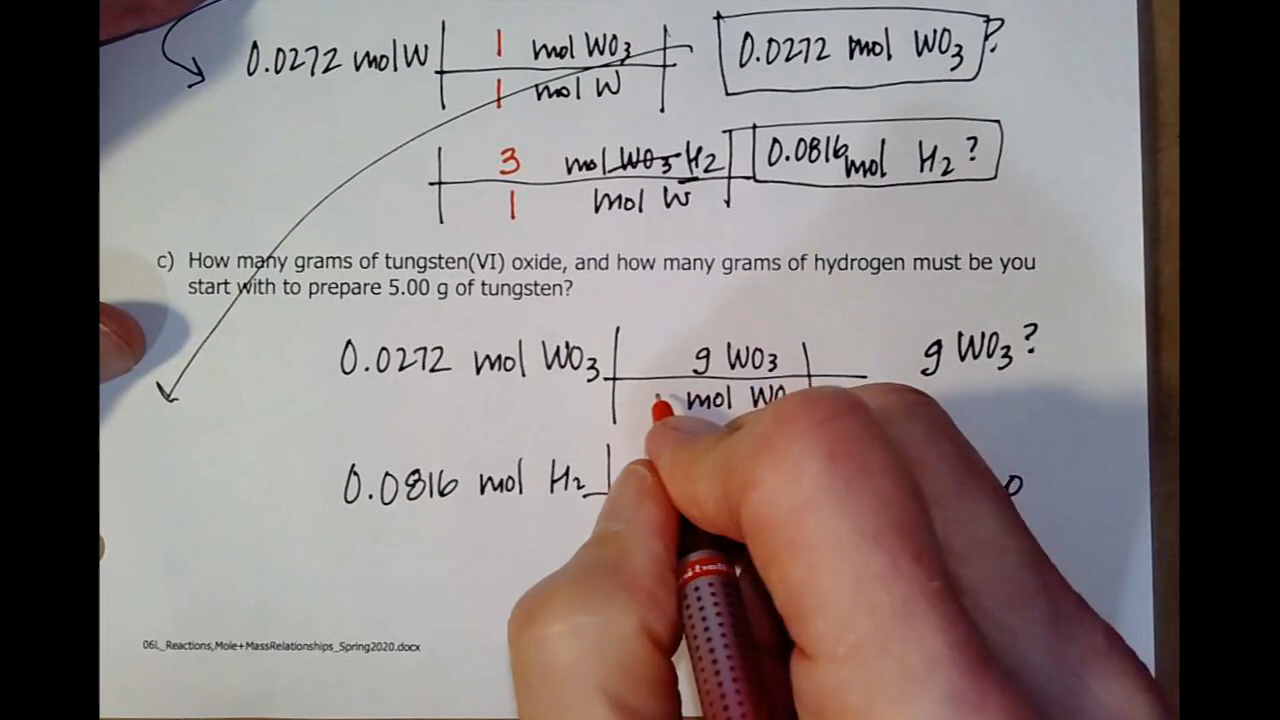 0.0272 mol W | 1 mol WO3 0.0272 mol WO3 ?
1 mol W
3 mol WO3 H2 0.0816 mol H2 ?
1 mol W
c) How many grams of tungsten(VI) oxide, and how many grams of hydrogen must be you
start with to prepare 5.00 g of tungsten?
0.0272 mol WO3 g WO3 g WO3 ?
mol WO
0.0816 mol H2
06L_Reactions,Mole+MassRelationships_Spring2020.docx